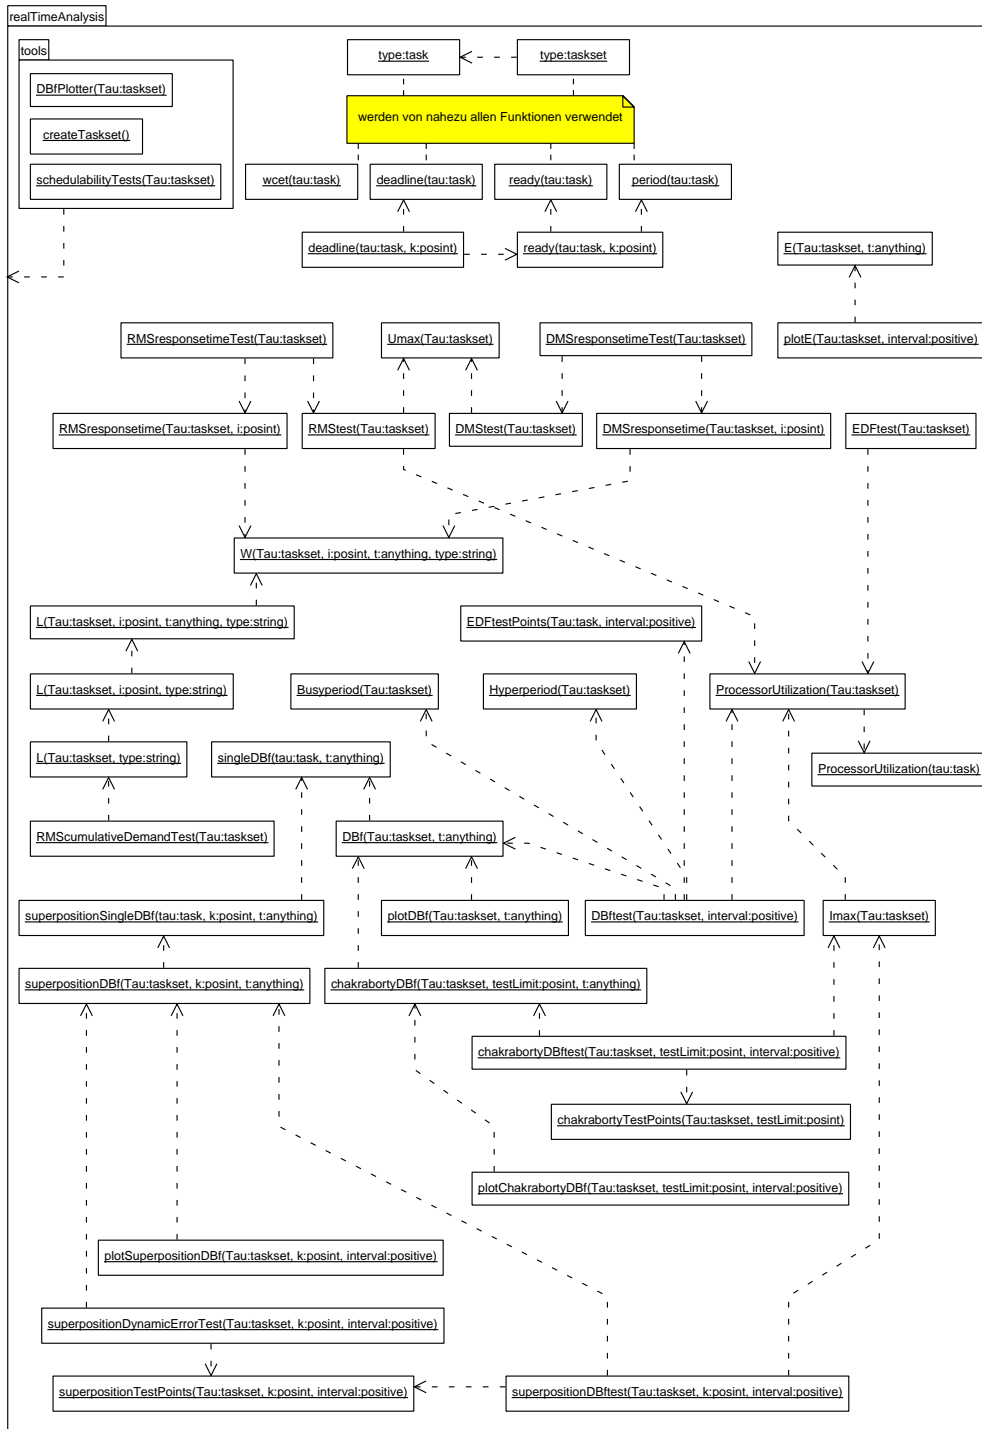 realTimeAnalysis
tools
DBfPlotter(Tau:taskset)
createTaskset()
schedulabilityTests(Tau:taskset)
type:task
type:taskset
werden von nahezu allen Funktionen verwendet
wcet(tau:task)
deadline(tau:task)
ready(tau:task)
period(tau:task)
deadline(tau:task, k:posint)
ready(tau:task, k:posint)
E(Tau:taskset, t:anything)
RMSresponsetimeTest(Tau:taskset)
Umax(Tau:taskset)
DMSresponsetimeTest(Tau:taskset)
plotE(Tau:taskset, interval:positive)
RMSresponsetime(Tau:taskset, i:posint)
RMStest(Tau:taskset)
DMStest(Tau:taskset)
DMSresponsetime(Tau:taskset, i:posint)
EDFtest(Tau:taskset)
W(Tau:taskset, i:posint, t:anything, type:string)
L(Tau:taskset, i:posint, t:anything, type:string)
EDFtestPoints(Tau:task, interval:positive)
L(Tau:taskset, i:posint, type:string)
Busyperiod(Tau:taskset)
Hyperperiod(Tau:taskset)
ProcessorUtilization(Tau:taskset)
L(Tau:taskset, type:string)
singleDBf(tau:task, t:anything)
ProcessorUtilization(tau:task)
RMScumulativeDemandTest(Tau:taskset)
DBf(Tau:taskset, t:anything)
superpositionSingleDBf(tau:task, k:posint, t:anything)
plotDBf(Tau:taskset, t:anything)
DBftest(Tau:taskset, interval:positive)
Imax(Tau:taskset)
superpositionDBf(Tau:taskset, k:posint, t:anything)
chakrabortyDBf(Tau:taskset, testLimit:posint, t:anything)
chakrabortyDBftest(Tau:taskset, testLimit:posint, interval:positive)
chakrabortyTestPoints(Tau:taskset, testLimit:posint)
plotChakrabortyDBf(Tau:taskset, testLimit:posint, interval:positive)
plotSuperpositionDBf(Tau:taskset, k:posint, interval:positive)
superpositionDynamicErrorTest(Tau:taskset, k:posint, interval:positive)
superpositionTestPoints(Tau:taskset, k:posint, interval:positive)
superpositionDBftest(Tau:taskset, k:posint, interval:positive)